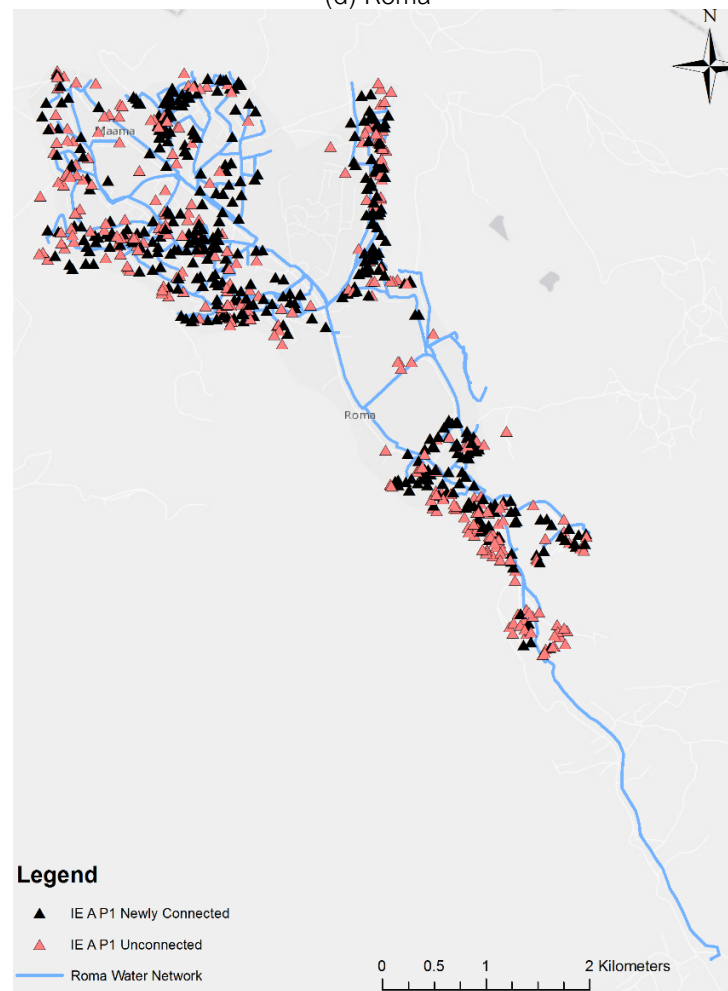 (d) Roma
N
Maama
Roma
Legend
IE A P1 Newly Connected
IE A P1 Unconnected
Roma Water Network
0 0.5 1 2 Kilometers